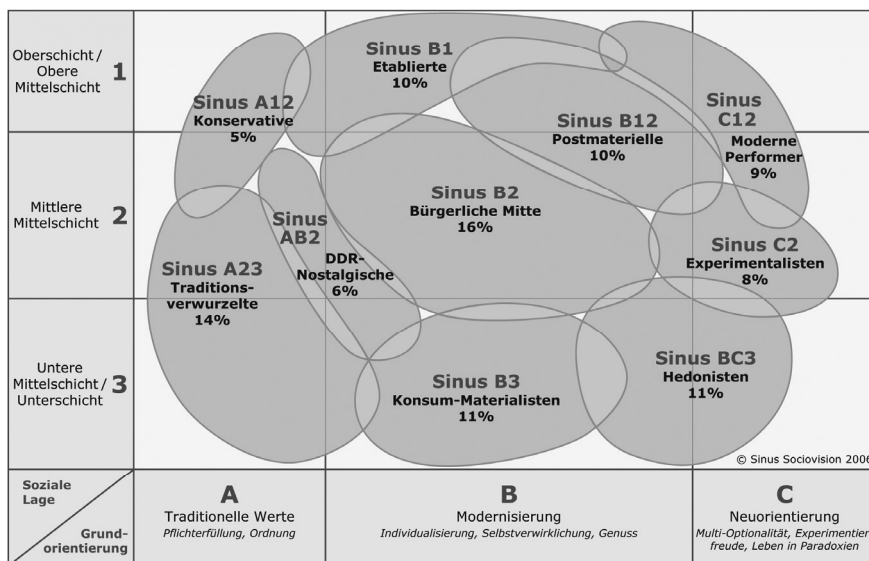 Oberschicht /
Obere
Mittelschicht
1
Mittlere
Mittelschicht
2
Untere
Mittelschicht /
Unterschicht
3
Sinus B1
Etablierte
10%
Sinus A12
Konservative
5%
Sinus B12
Postmaterielle
10%
Sinus
C12
Moderne
Performer
9%
Sinus B2
Bürgerliche Mitte
16%
Sinus
AB2
DDR-
Nostalgische
6%
Sinus A23
Traditions-
verwurzelte
14%
Sinus C2
Experimentalisten
8%
Sinus B3
Konsum-Materialisten
11%
Sinus BC3
Hedonisten
11%
© Sinus Sociovision 2006
Soziale
Lage
Grund-
orientierung
A
Traditionelle Werte
Pflichterfüllung, Ordnung
B
Modernisierung
Individualisierung, Selbstverwirklichung, Genuss
C
Neuorientierung
Multi-Optionalität, Experimentier-
freude, Leben in Paradoxien